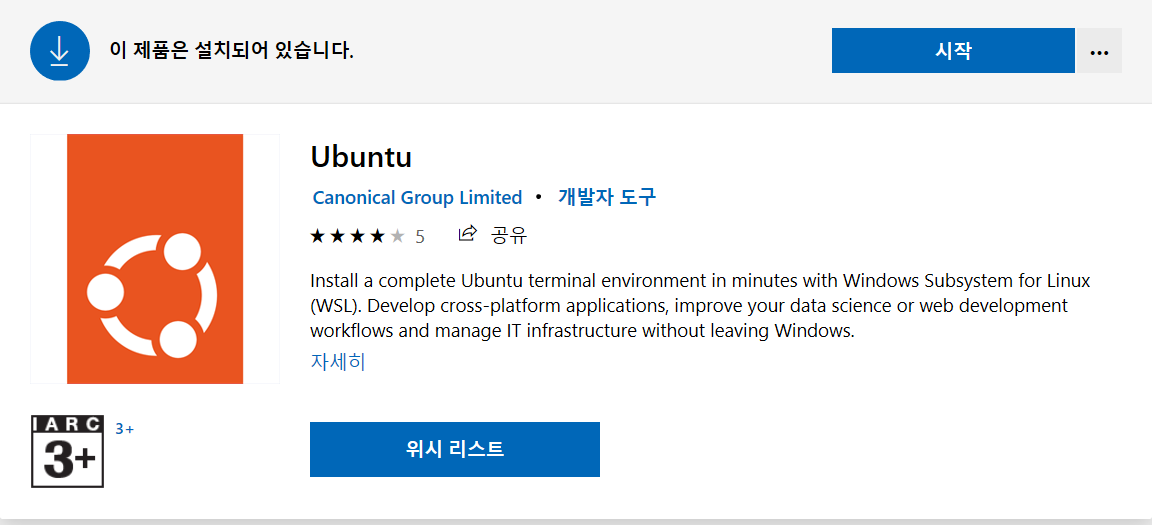 이 제품은 설치되어 있습니다.
시작
...
Ubuntu
Canonical Group Limited • 개발자 도구
5 공유
Install a complete Ubuntu terminal environment in minutes with Windows Subsystem for Linux
(WSL). Develop cross-platform applications, improve your data science or web development
workflows and manage IT infrastructure without leaving Windows.
자세히
IARC
3+
3+
위시 리스트